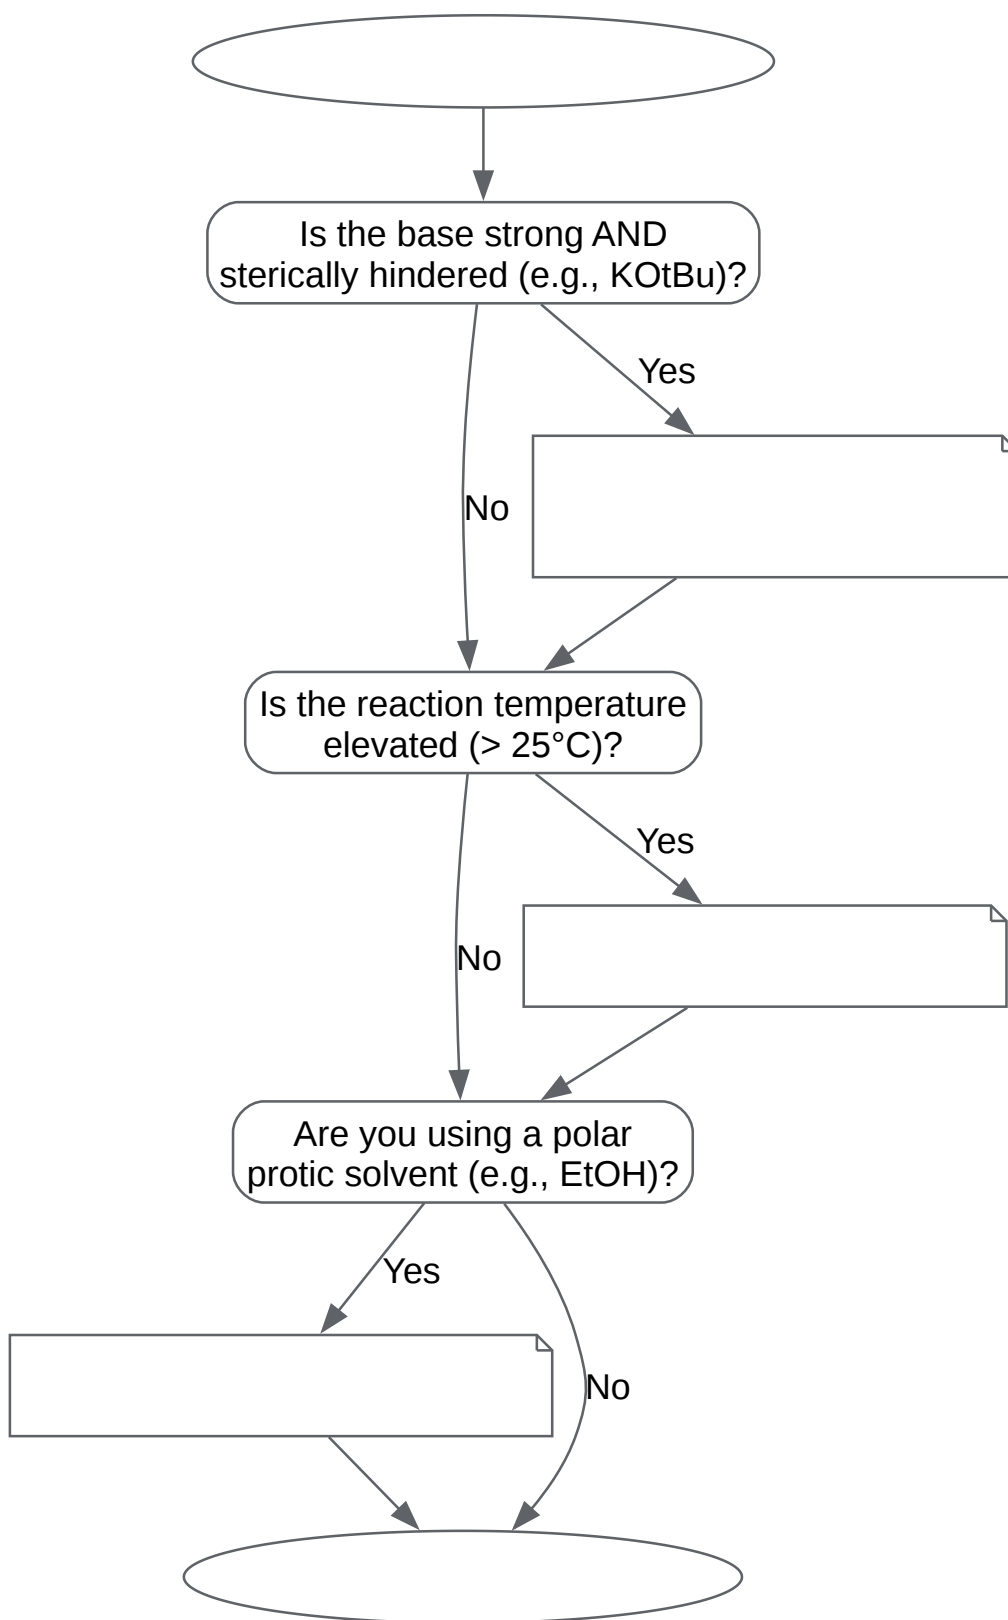 Is the base strong AND
sterically hindered (e.g., KOtBu)?
Yes
No
Is the reaction temperature
elevated (> 25°C)?
Yes
No
Are you using a polar
protic solvent (e.g., EtOH)?
Yes
No